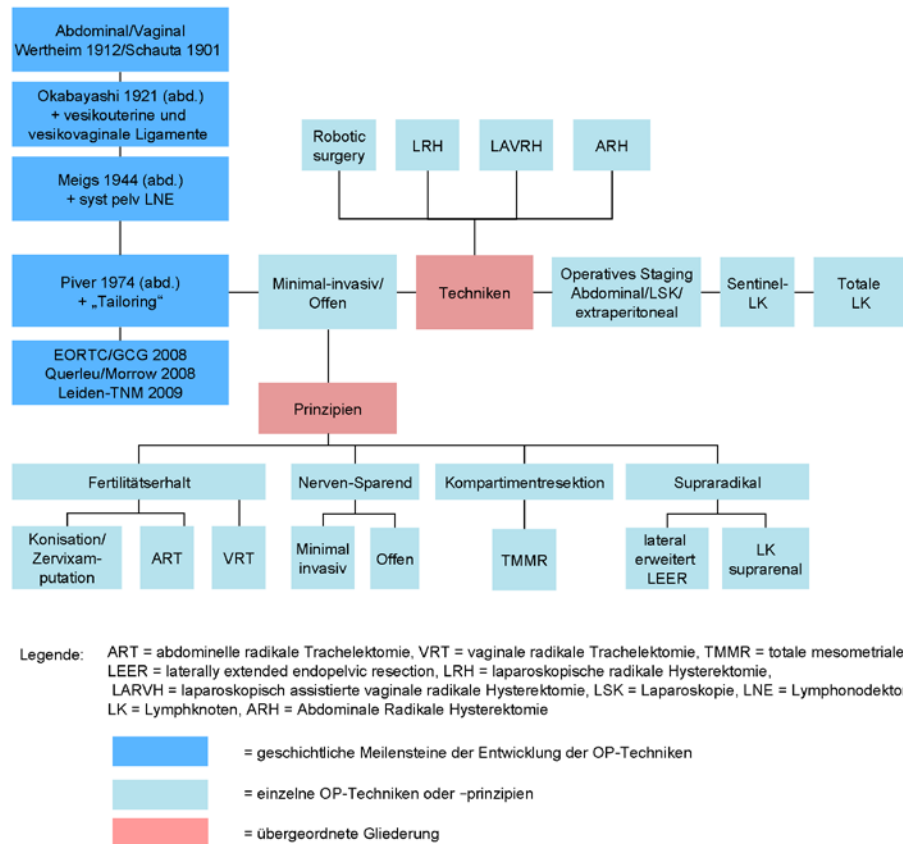 Abdominal/Vaginal
Wertheim 1912/Schauta 1901
Okabayashi 1921 (abd.)
+ vesikouterine und
vesikovaginale Ligamente
Meigs 1944 (abd.)
+ syst pelv LNE
Piver 1974 (abd.)
+ „Tailoring"
EORTC/GCG 2008
Querleu/Morrow 2008
Leiden-TNM 2009
Robotic
surgery
LRH
LAVRH
ARH
Minimal-invasiv/
Offen
Techniken
Operatives Staging
Abdominal/LSK/
extraperitoneal
Sentinel-
LK
Totale
LK
Prinzipien
Fertilitätserhalt
Nerven-Sparend
Kompartimentresektion
Supraradikal
Konisation/
Zervixam-
putation
ART
VRT
Minimal
invasiv
Offen
TMMR
lateral
erweitert
LEER
LK
suprarenal
Legende: ART = abdominelle radikale Trachelektomie, VRT = vaginale radikale Trachelektomie, TMMR = totale mesometriale
LEER = laterally extended endopelvic resection, LRH = laparoskopische radikale Hysterektomie,
LARVH = laparoskopisch assistierte vaginale radikale Hysterektomie, LSK = Laparoskopie, LNE = Lymphonodekto
LK = Lymphknoten, ARH = Abdominale Radikale Hysterektomie
= geschichtliche Meilensteine der Entwicklung der OP-Techniken
= einzelne OP-Techniken oder –prinzipien
= übergeordnete Gliederung